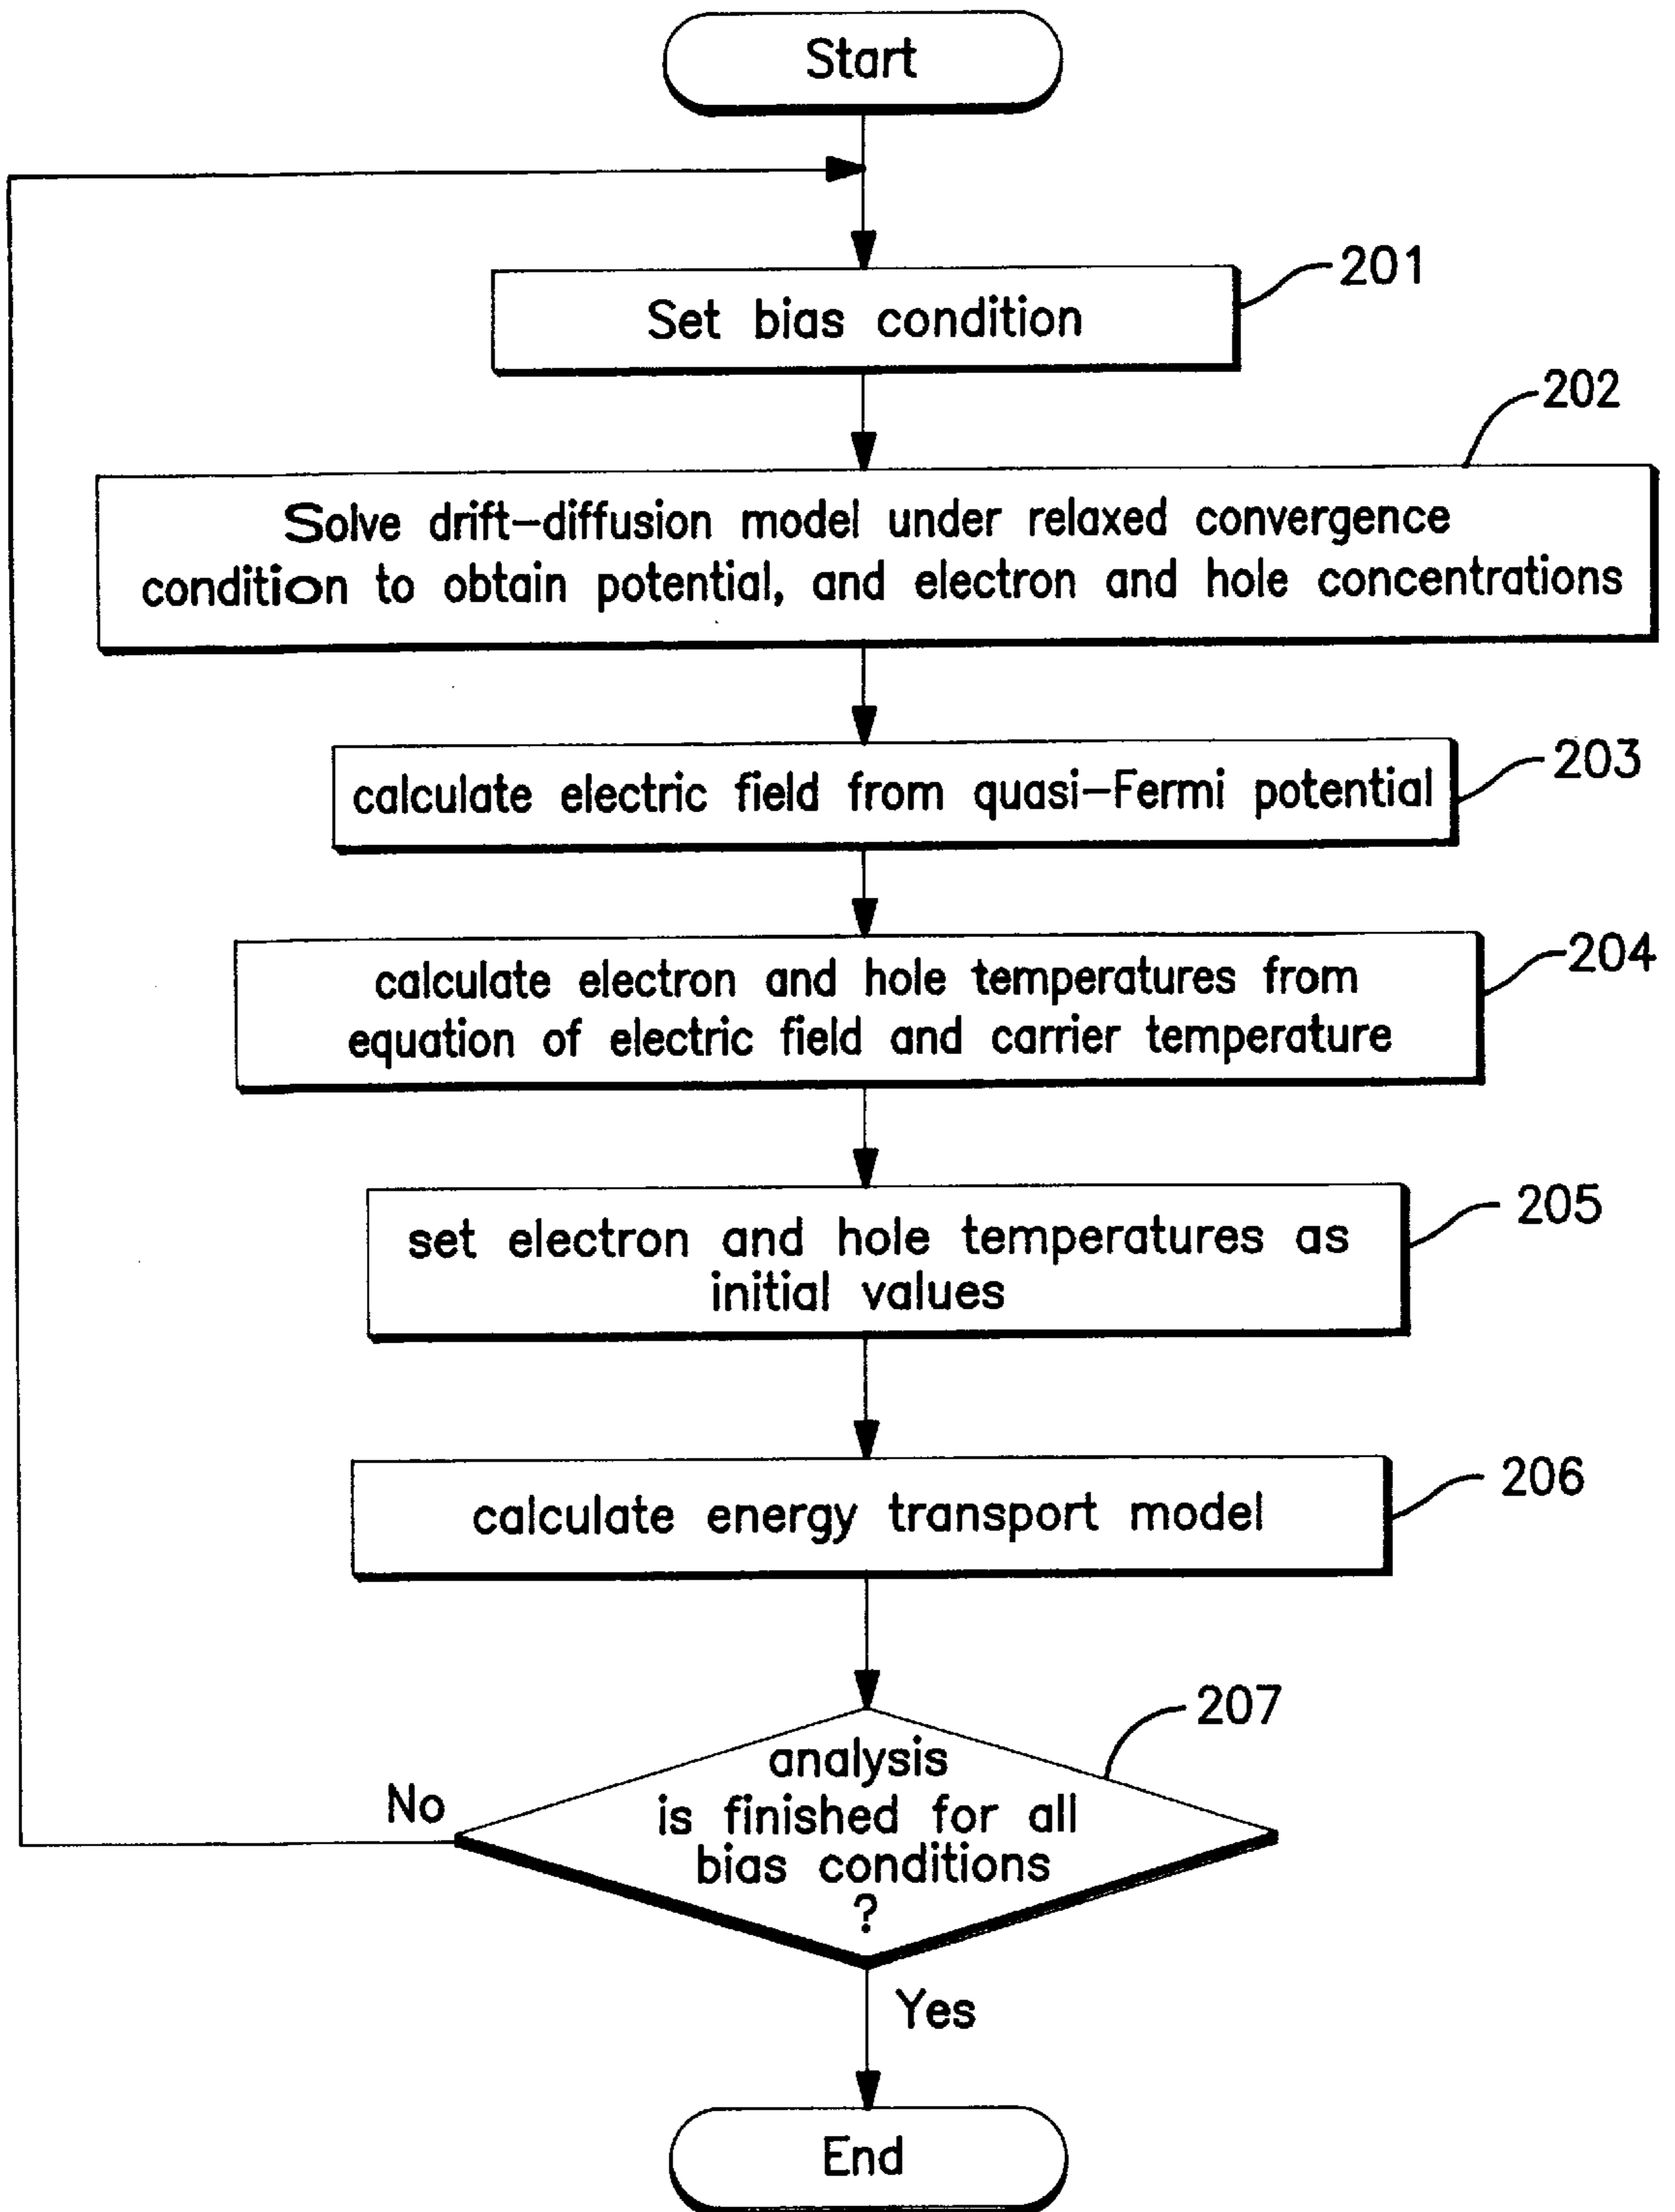 Start
201
Set bias condition
202
Solve drift-diffusion model under relaxed convergence
condition to obtain potential, and electron and hole concentrations
203
calculate electric field from quasi-Fermi potential
204
calculate electron and hole temperatures from
equation of electric field and carrier temperature
205
set electron and hole temperatures as
initial values
206
calculate energy transport model
207
analysis
is finished for all
bias conditions
?
No
Yes
End